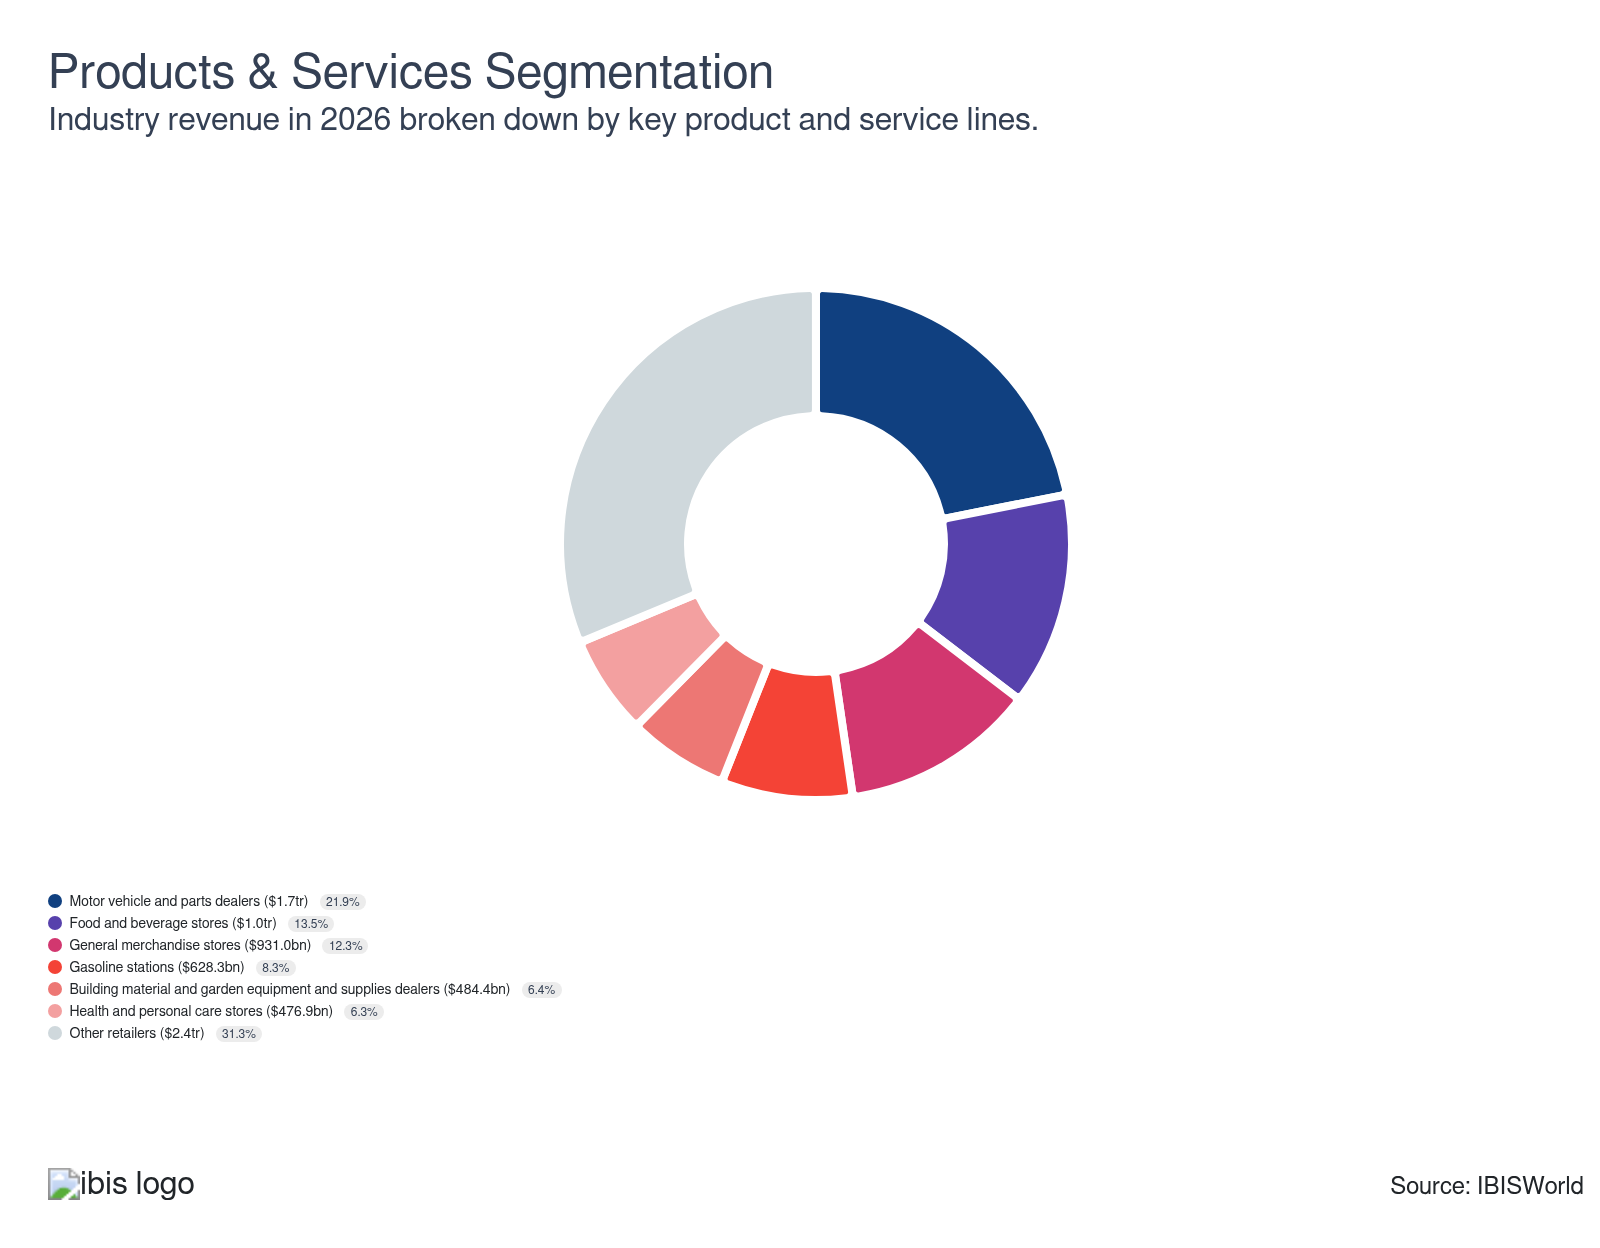 Products & Services Segmentation
Industry revenue in 2026 broken down by key product and service lines.
Motor vehicle and parts dealers ($1.7tr) 21.9%
Food and beverage stores ($1.0tr) 13.5%
General merchandise stores ($931.0bn) 12.3%
Gasoline stations ($628.3bn) 8.3%
Building material and garden equipment and supplies dealers ($484.4bn) 6.4%
Health and personal care stores ($476.9bn) 6.3%
Other retailers ($2.4tr) 31.3%
ibis logo
Source: IBISWorld